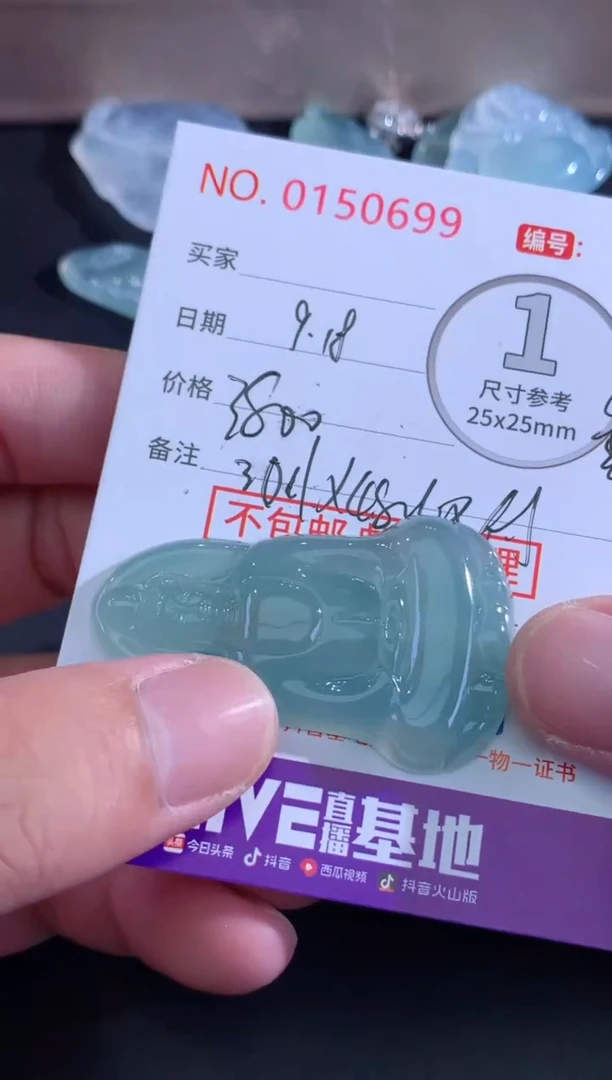 NO. 0150699
编号：
买家
日期 9.18
1
尺寸参考
25x25mm
价格 3800
备注
不包邮
理
一物一证书
直播基地
今日头条 抖音 西瓜视频 抖音火山版